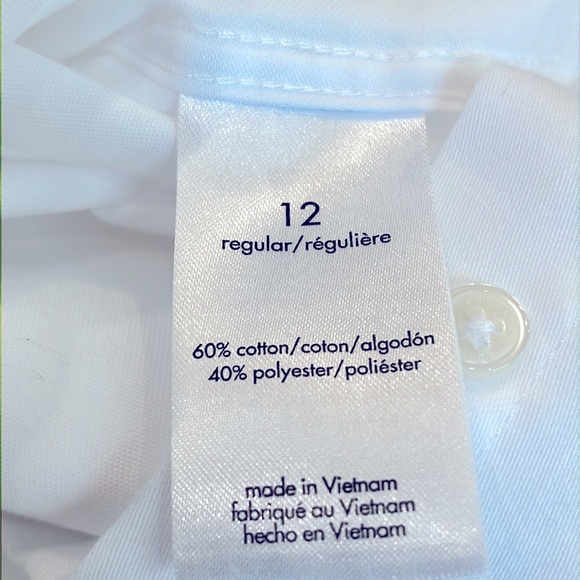 12
regular/régulière
60% cotton/coton/algodón
40% polyester/poliéster
made in Vietnam
fabriqué au Vietnam
hecho en Vietnam